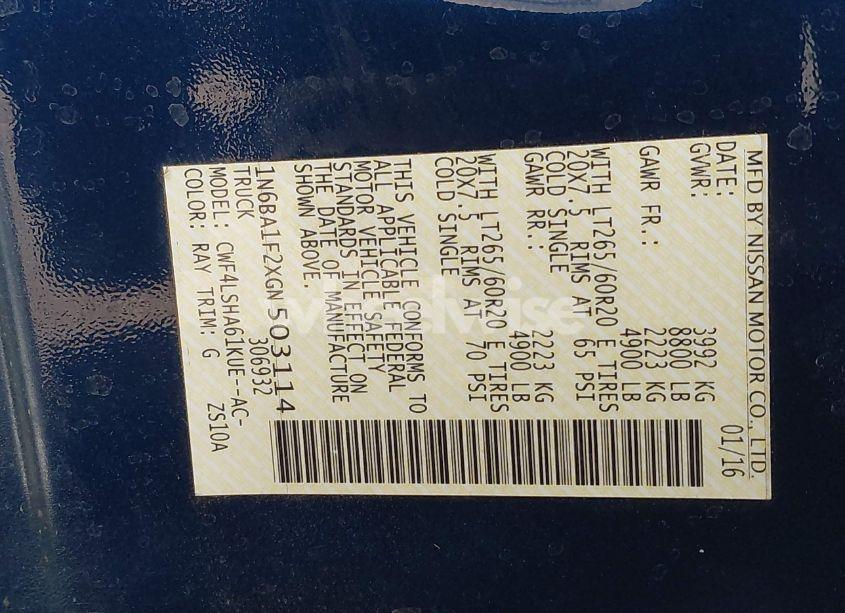 MFD BY NISSAN MOTOR CO., LTD.
DATE: 01/16
GVWR: 3992 KG
8800 LB
GAWR FR.: 2223 KG
4900 LB
WITH LT265/60R20 E TIRES
20X7.5 RIMS AT 65 PSI
COLD SINGLE
GAWR RR.: 2223 KG
4900 LB
WITH LT265/60R20 E TIRES
20X7.5 RIMS AT 70 PSI
COLD SINGLE
THIS VEHICLE CONFORMS TO
ALL APPLICABLE FEDERAL
MOTOR VEHICLE SAFETY
STANDARDS IN EFFECT ON
THE DATE OF MANUFACTURE
SHOWN ABOVE.
1N6BA1F2XGN503114
TRUCK 306932
MODEL: CWF4LSHA61KUE--AC-
COLOR: RAY TRIM: G ZS10A